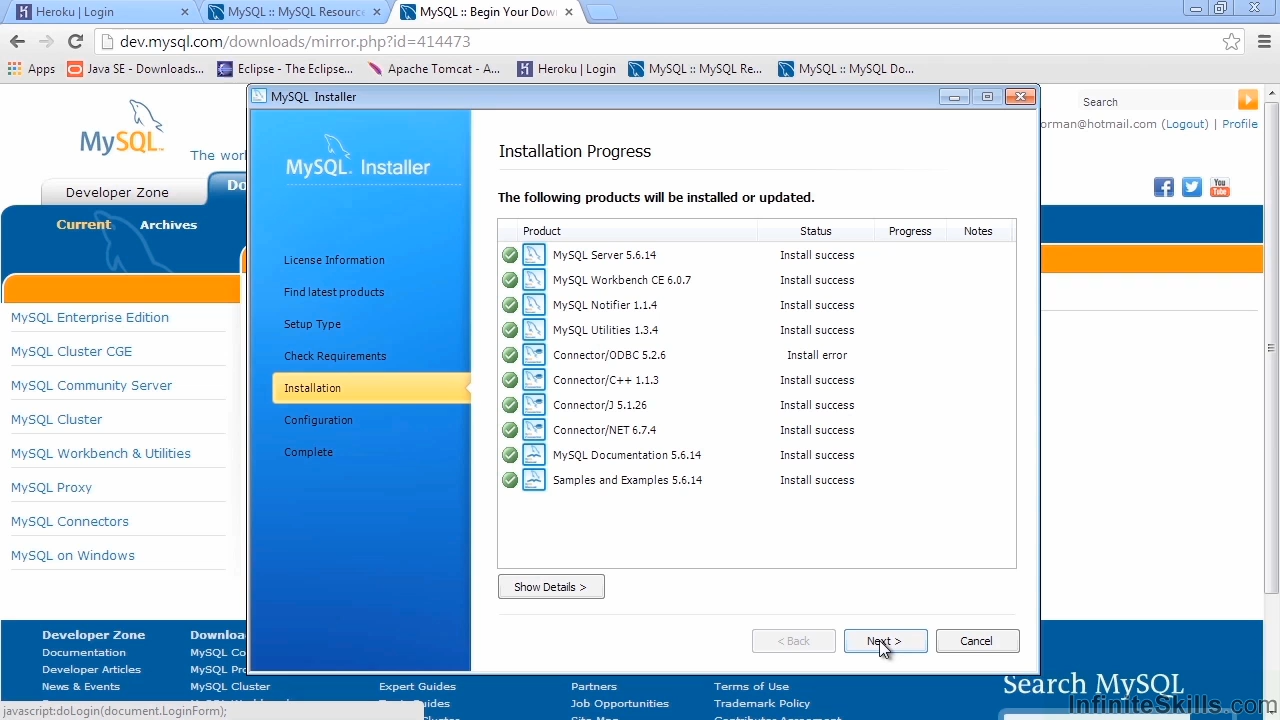 Heroku | Login
MySQL :: MySQL Resourc
MySQL :: Begin Your Dow
dev.mysql.com/downloads/mirror.php?id=414473
Apps
Java SE - Downloads...
Eclipse - The Eclipse...
Apache Tomcat - A...
Heroku | Login
MySQL :: MySQL Re...
MySQL :: MySQL Do...
MySQL Installer
Search
MySQL™
The wor
orman@hotmail.com (Logout) | Profile
Developer Zone
Do
Current
Archives
MySQL Enterprise Edition
MySQL Cluster CGE
MySQL Community Server
MySQL Cluster
MySQL Workbench & Utilities
MySQL Proxy
MySQL Connectors
MySQL on Windows
MySQL Installer
License Information
Find latest products
Setup Type
Check Requirements
Installation
Configuration
Complete
Installation Progress
The following products will be installed or updated.
Product Status Progress Notes
MySQL Server 5.6.14 Install success
MySQL Workbench CE 6.0.7 Install success
MySQL Notifier 1.1.4 Install success
MySQL Utilities 1.3.4 Install success
Connector/ODBC 5.2.6 Install error
Connector/C++ 1.1.3 Install success
Connector/J 5.1.26 Install success
Connector/NET 6.7.4 Install success
MySQL Documentation 5.6.14 Install success
Samples and Examples 5.6.14 Install success
Show Details >
< Back
Next >
Cancel
Developer Zone
Documentation
Developer Articles
News & Events
Downloa
MySQL Co
MySQL Pr
MySQL Cluster
Expert Guides
Partners
Job Opportunities
Terms of Use
Trademark Policy
Search MySQL
InfiniteSkills.com
javascript:doLogin(document.LoginForm);